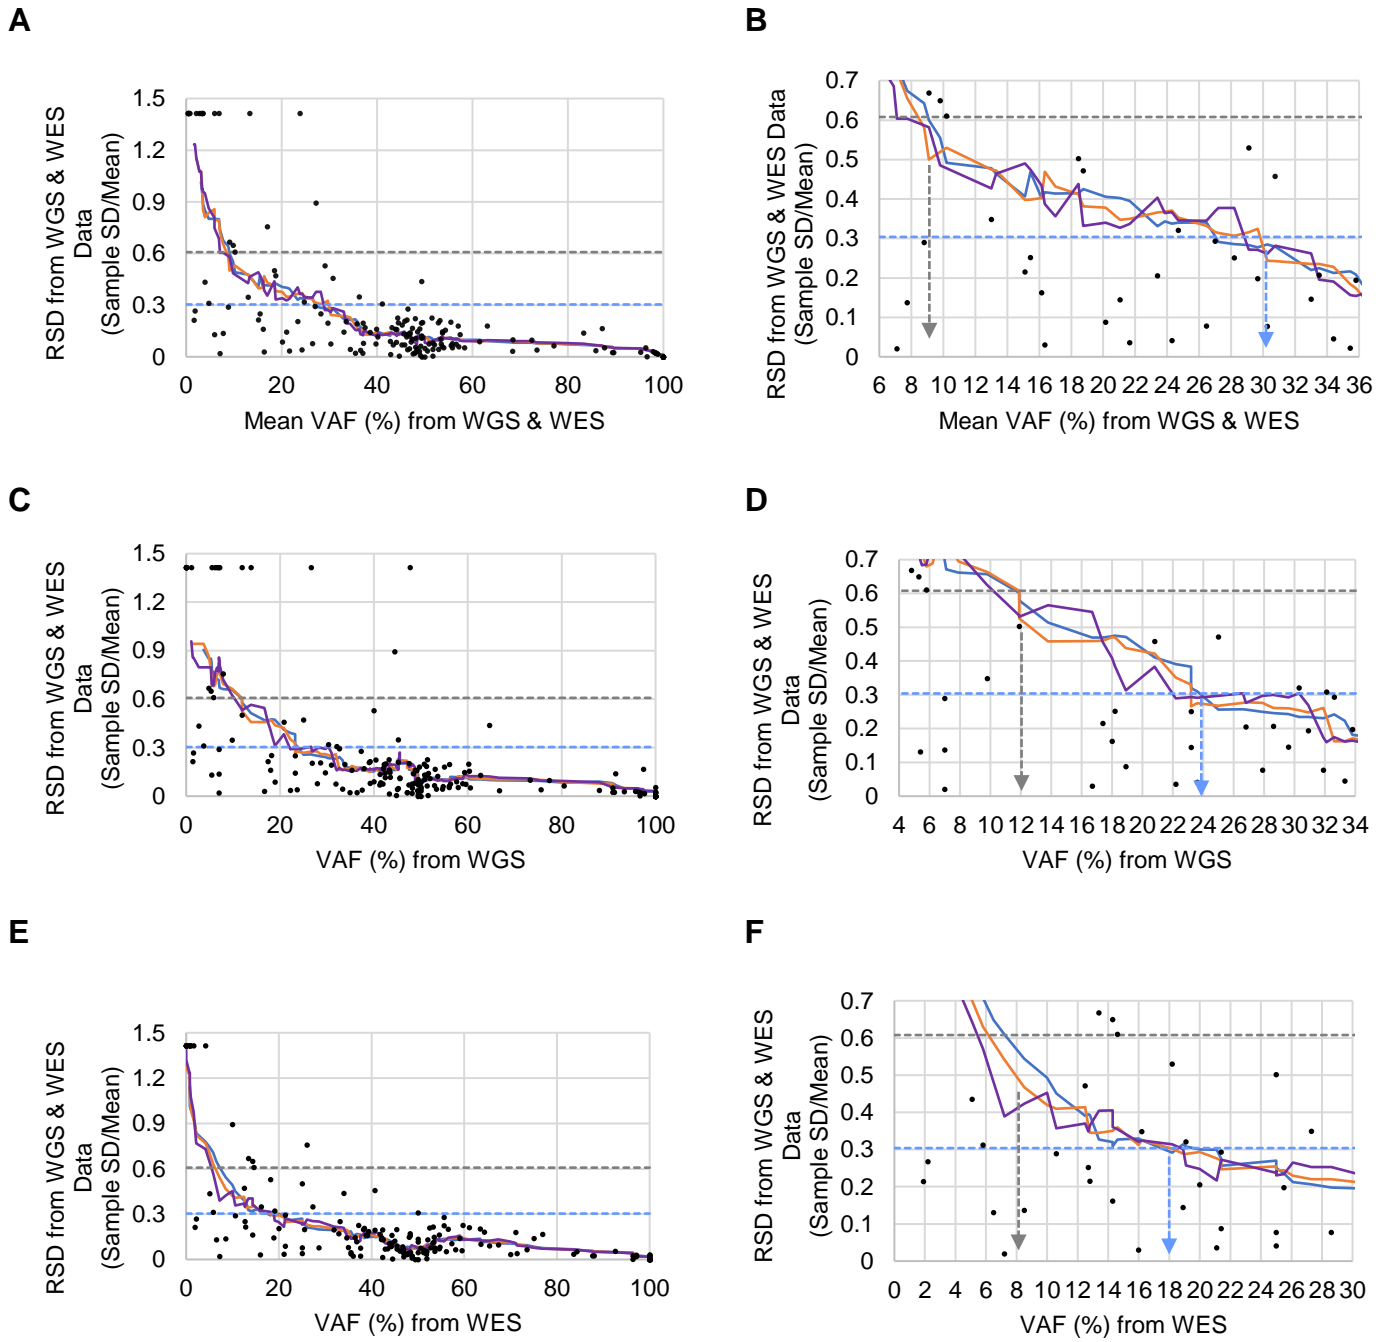 A
RSD from WGS & WES
Data
(Sample SD/Mean)
1.5
1.2
0.9
0.6
0.3
0
0 20 40 60 80 100
Mean VAF (%) from WGS & WES
B
RSD from WGS & WES Data
(Sample SD/Mean)
0.7
0.6
0.5
0.4
0.3
0.2
0.1
0
6 8 10 12 14 16 18 20 22 24 26 28 30 32 34 36
Mean VAF (%) from WGS & WES
C
RSD from WGS & WES
Data
(Sample SD/Mean)
1.5
1.2
0.9
0.6
0.3
0
0 20 40 60 80 100
VAF (%) from WGS
D
RSD from WGS & WES
Data
(Sample SD/Mean)
0.7
0.6
0.5
0.4
0.3
0.2
0.1
0
4 6 8 10 12 14 16 18 20 22 24 26 28 30 32 34
VAF (%) from WGS
E
RSD from WGS & WES
Data
(Sample SD/Mean)
1.5
1.2
0.9
0.6
0.3
0
0 20 40 60 80 100
VAF (%) from WES
F
RSD from WGS & WES
Data
(Sample SD/Mean)
0.7
0.6
0.5
0.4
0.3
0.2
0.1
0
0 2 4 6 8 10 12 14 16 18 20 22 24 26 28 30
VAF (%) from WES